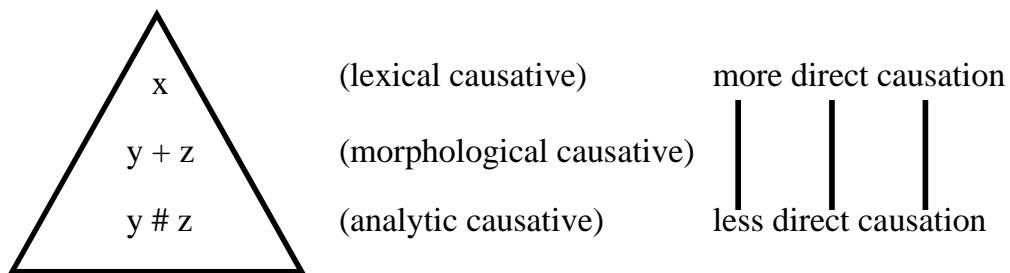 x (lexical causative) more direct causation
y + z (morphological causative)
y # z (analytic causative) less direct causation